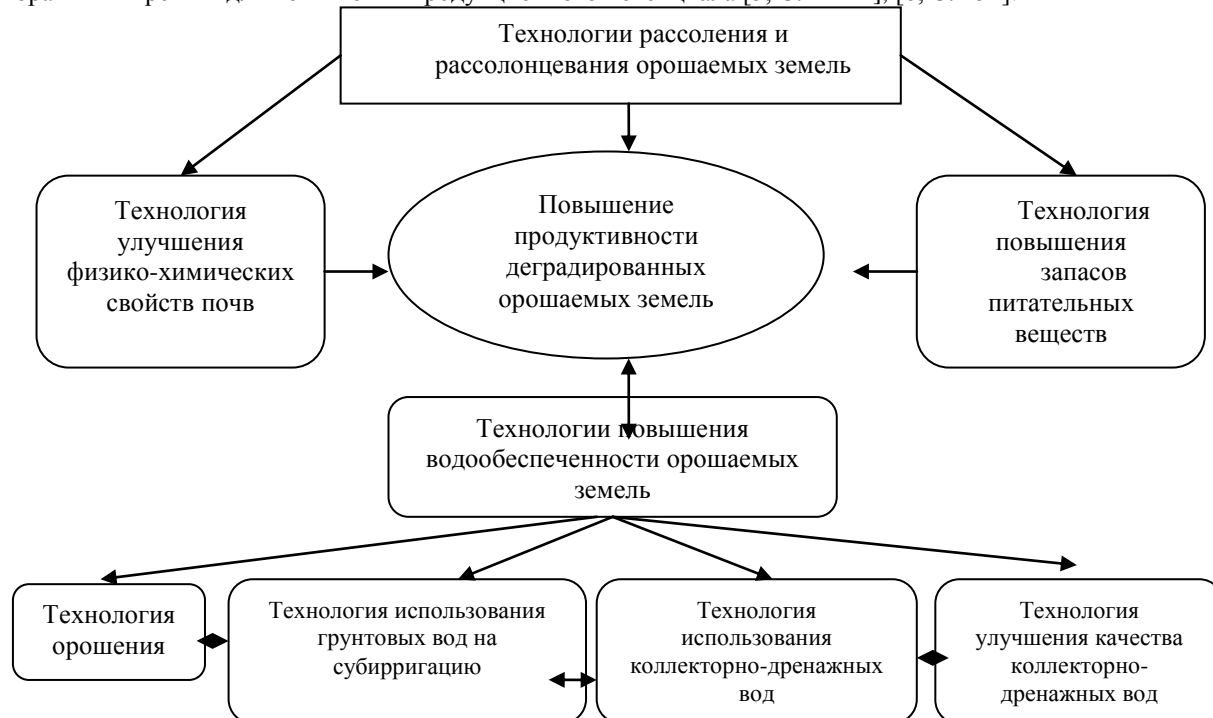 Технологии рассоления и
рассолонцевания орошаемых земель
Технология
улучшения
физико-химических
свойств почв
Повышение
продуктивности
деградированных
орошаемых земель
Технология
повышения
запасов
питательных
веществ
Технологии повышения
водообеспеченности орошаемых
земель
Технология
орошения
Технология использования
грунтовых вод на
субирригацию
Технология
использования
коллекторно-дренажных
вод
Технология
улучшения качества
коллекторно-
дренажных вод